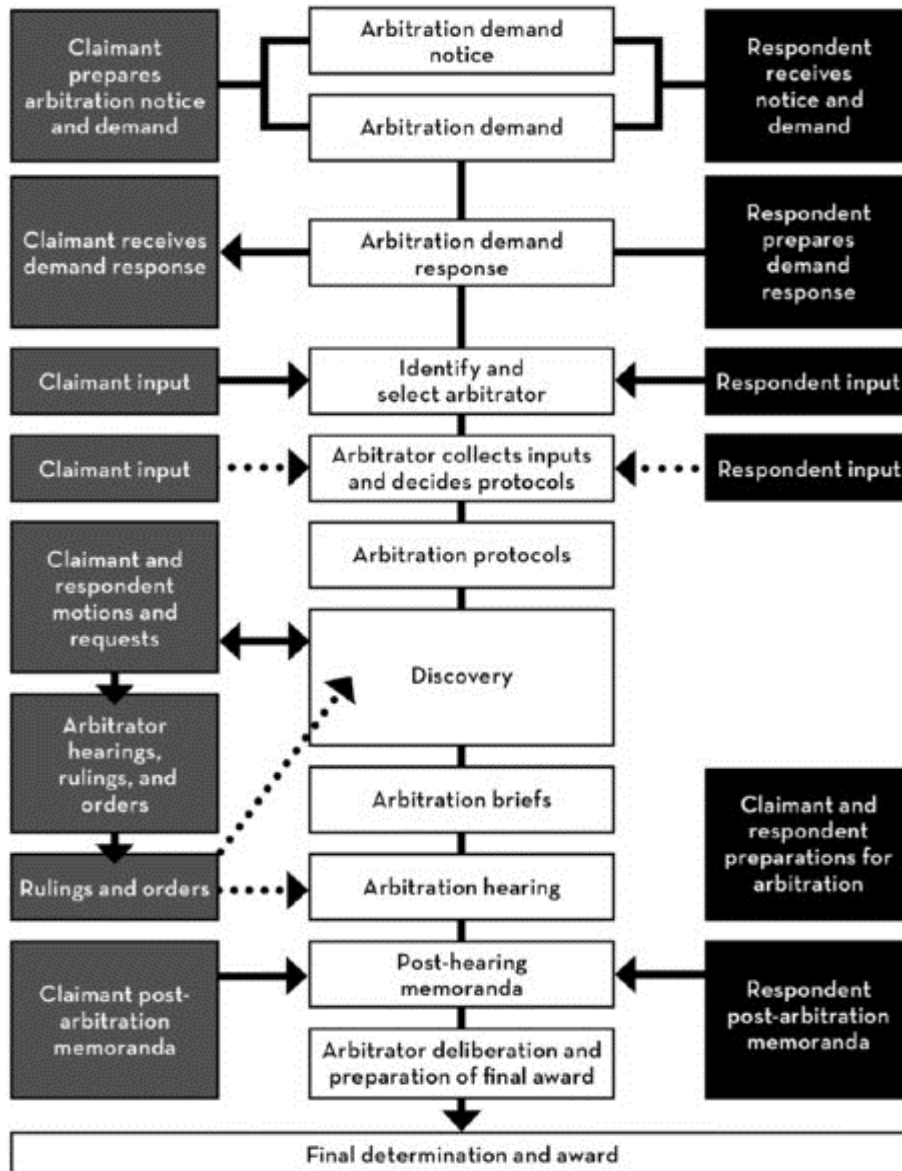 Claimant
prepares
arbitration notice
and demand
Arbitration demand
notice
Arbitration demand
Respondent
receives
notice and
demand
Claimant receives
demand response
Arbitration demand
response
Respondent
prepares
demand
response
Claimant input
Identify and
select arbitrator
Respondent input
Claimant input
Arbitrator collects inputs
and decides protocols
Respondent input
Claimant and
respondent
motions and
requests
Arbitration protocols
Discovery
Arbitrator
hearings,
rulings, and
orders
Arbitration briefs
Claimant and
respondent
preparations for
arbitration
Rulings and orders
Arbitration hearing
Claimant post-
arbitration
memoranda
Post-hearing
memoranda
Respondent
post-arbitration
memoranda
Arbitrator deliberation and
preparation of final award
Final determination and award